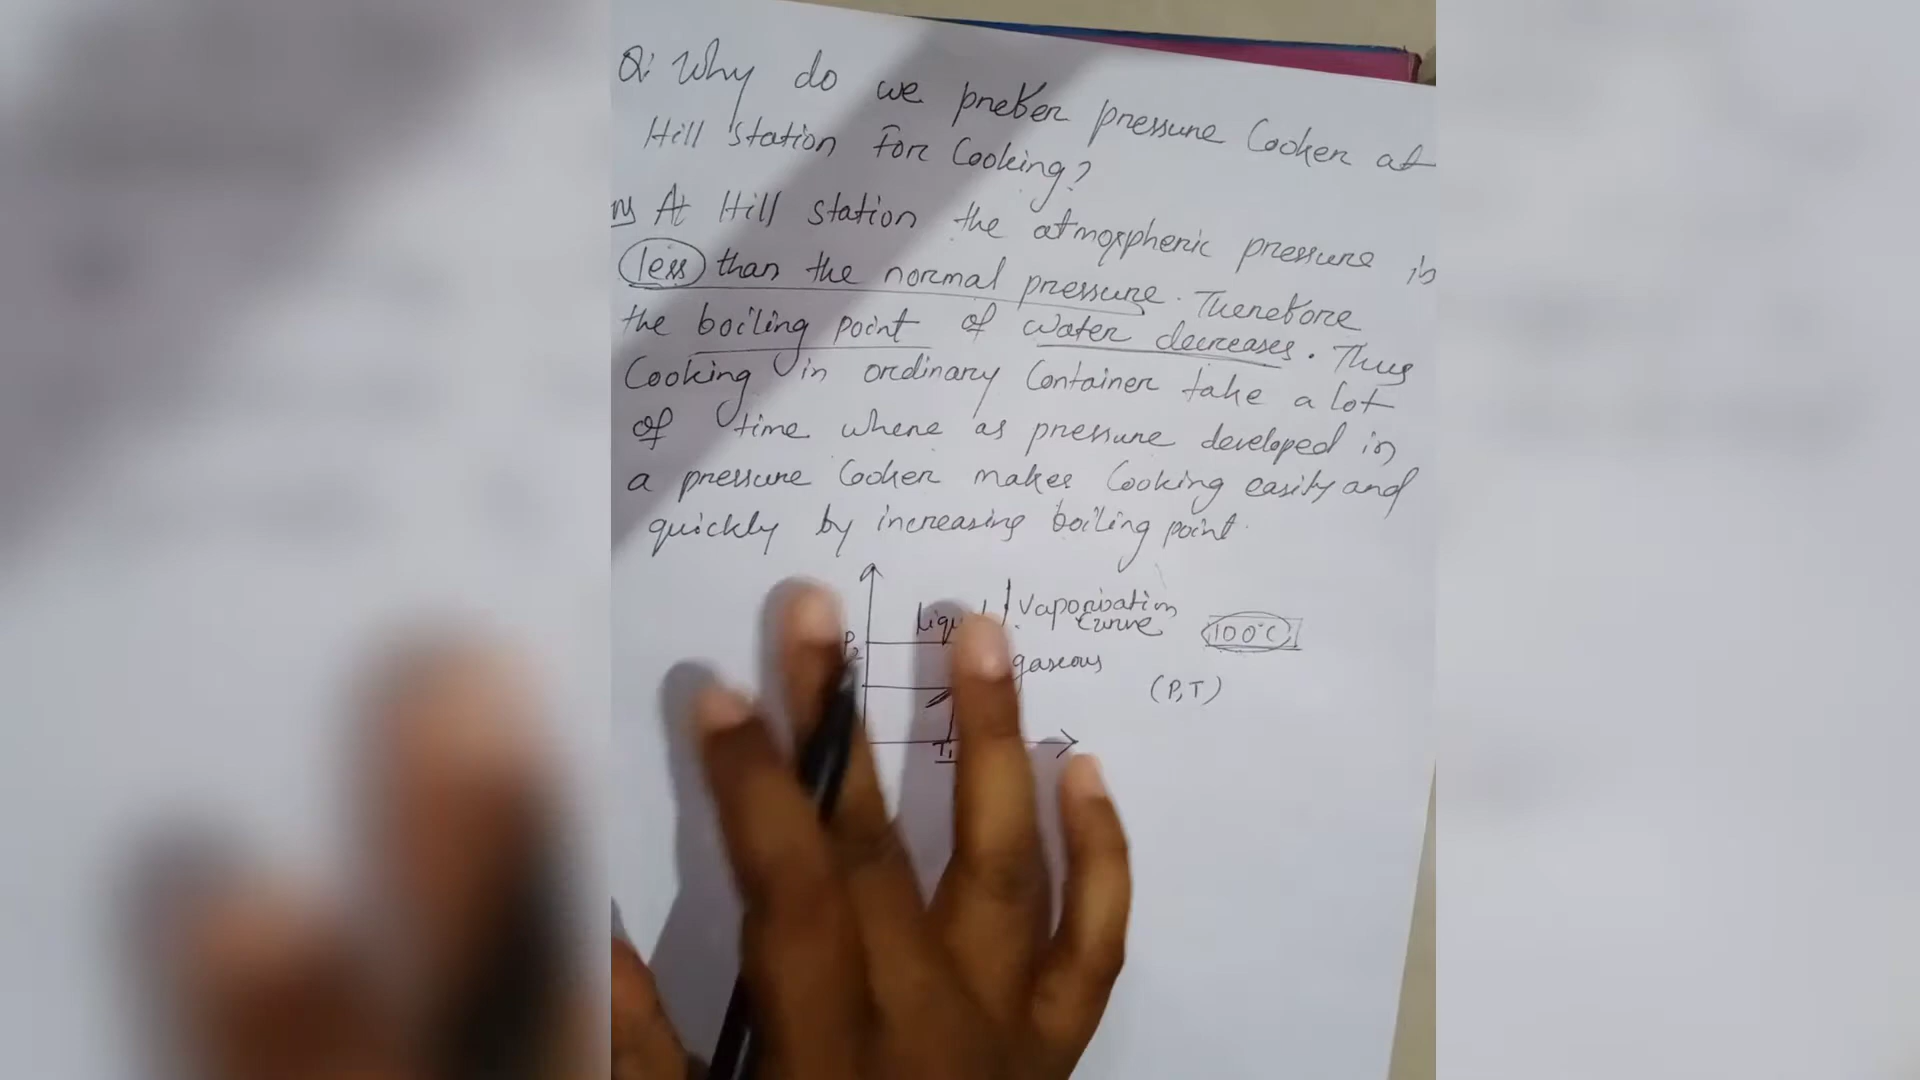 Q: Why do we prefer pressure Cooker at
Hill station For Cooking?
At Hill station the atmospheric pressure is
less than the normal pressure. Therefore
the boiling point of water decreases. Thus
Cooking in ordinary Container take a lot
of time where as pressure developed in
a pressure Cooker makes Cooking easily and
quickly by increasing boiling point.
Vaporisation
curve
100°C
P2
gaseous
(P,T)
T1